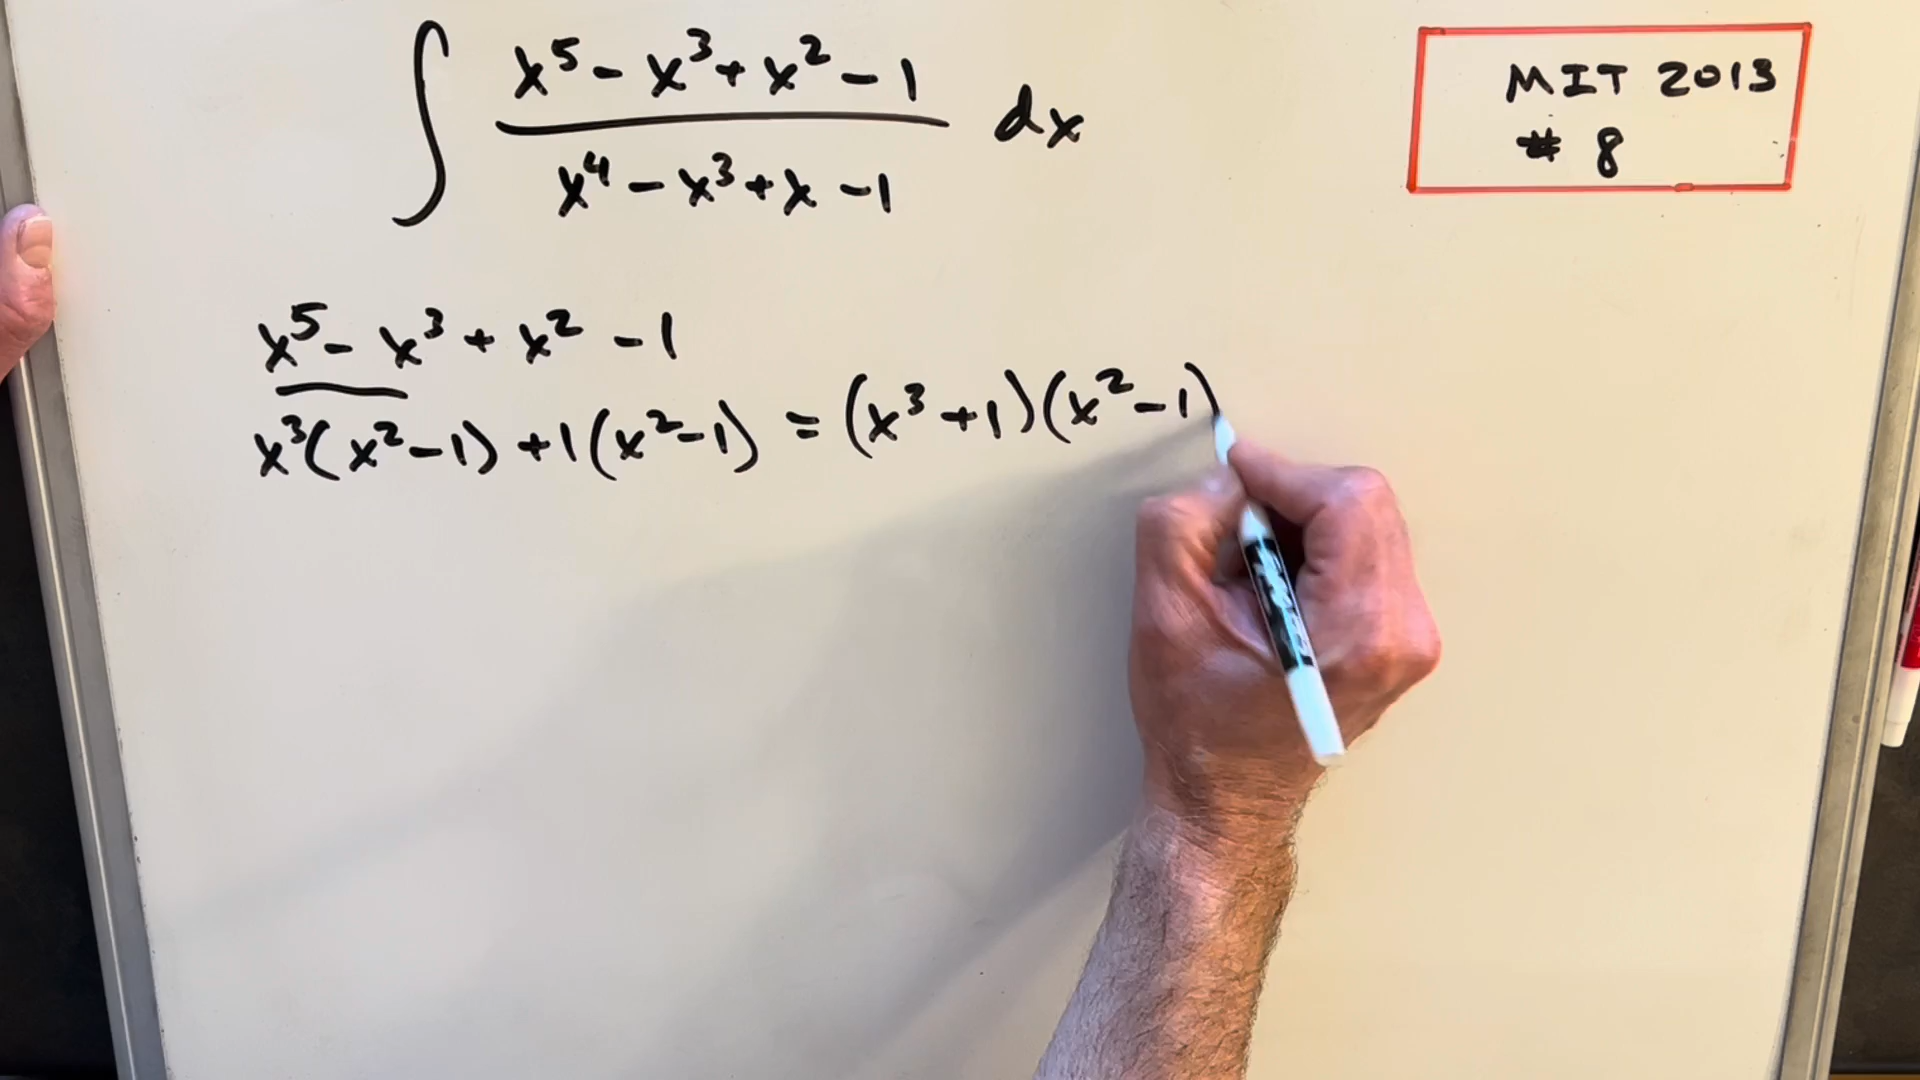 ∫ (x⁵ - x³ + x² - 1)/(x⁴ - x³ + x - 1) dx
MIT 2013
# 8
x⁵ - x³ + x² - 1
x³(x² - 1) + 1(x² - 1) = (x³ + 1)(x² - 1)